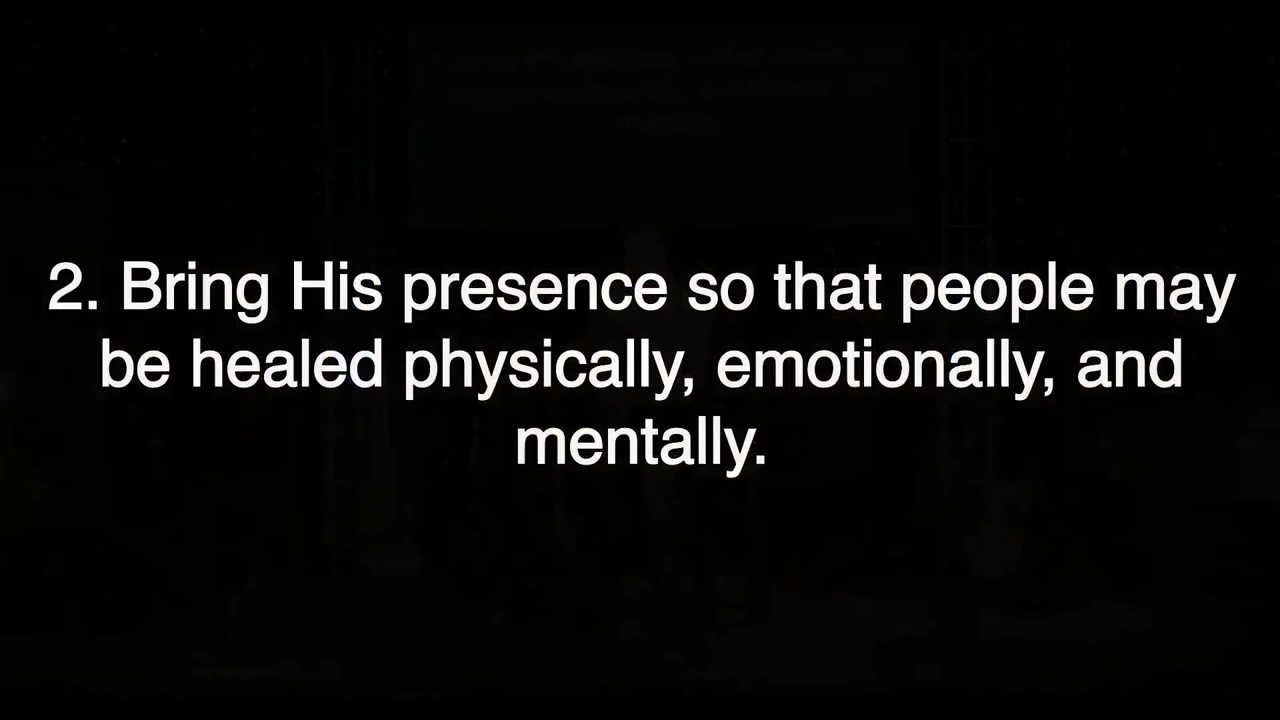 2. Bring His presence so that people may
be healed physically, emotionally, and
mentally.